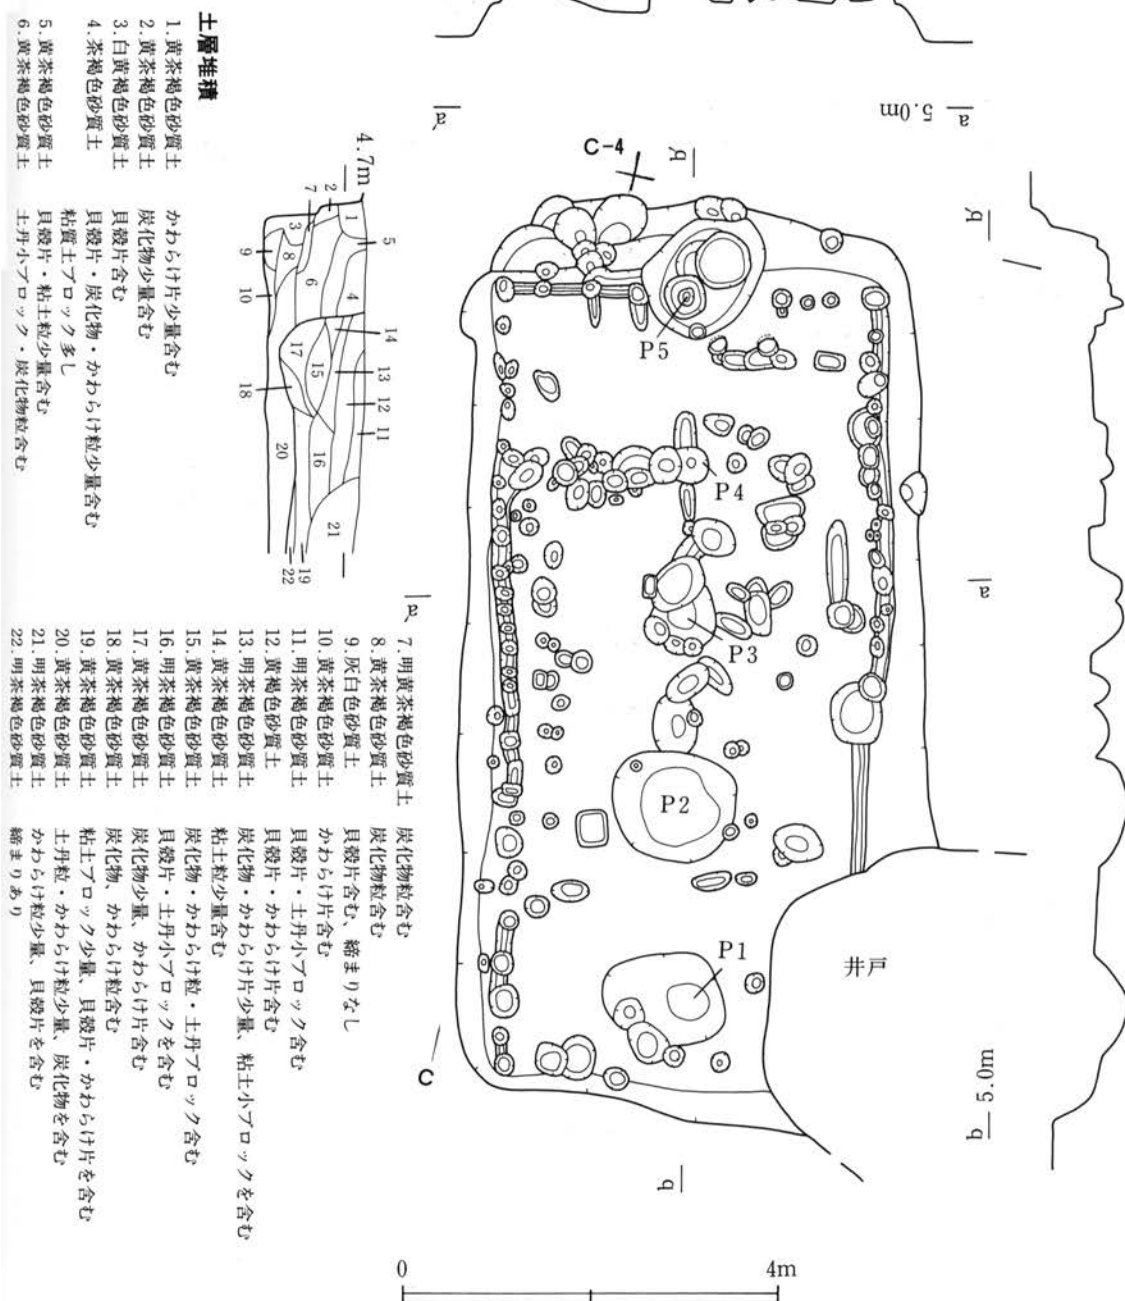 土層堆積
1.黄茶褐色砂質土　かわらけ片少量含む
2.黄茶褐色砂質土　炭化物少量含む
3.白黄褐色砂質土　貝殻片含む
4.茶褐色砂質土　貝殻片・炭化物・かわらけ粒少量含む
粘質土ブロック多し
5.黄茶褐色砂質土　貝殻片・粘土粒少量含む
6.黄茶褐色砂質土　土丹小ブロック・炭化物粒含む
7.明黄茶褐色砂質土　炭化物粒含む
8.黄茶褐色砂質土　炭化物粒含む
9.灰白色砂質土　貝殻片含む、締まりなし
10.黄茶褐色砂質土　かわらけ片含む
11.明茶褐色砂質土　貝殻片・土丹小ブロック含む
12.黄褐色砂質土　貝殻片・かわらけ片含む
13.明茶褐色砂質土　炭化物・かわらけ片少量、粘土小ブロックを含む
14.黄茶褐色砂質土　粘土粒少量含む
15.黄茶褐色砂質土　炭化物・かわらけ粒・土丹ブロック含む
16.明茶褐色砂質土　貝殻片・土丹小ブロックを含む
17.黄茶褐色砂質土　炭化物少量、かわらけ片含む
18.黄茶褐色砂質土　炭化物、かわらけ粒含む
19.黄茶褐色砂質土　粘土ブロック少量、貝殻片・かわらけ片を含む
20.黄茶褐色砂質土　土丹粒・かわらけ粒少量、炭化物を含む
21.明茶褐色砂質土　かわらけ粒少量、貝殻片を含む
22.明茶褐色砂質土　締まりあり
4.7m
1
2
7
3
5
9
8
6
4
10
14
17
15
13
18
12
11
20
16
21
19
22
a'
5.0m
a
C-4
b'
b'
P5
P4
a'
a
P3
P2
P1
井戸
C
b
b
5.0m
0
4m